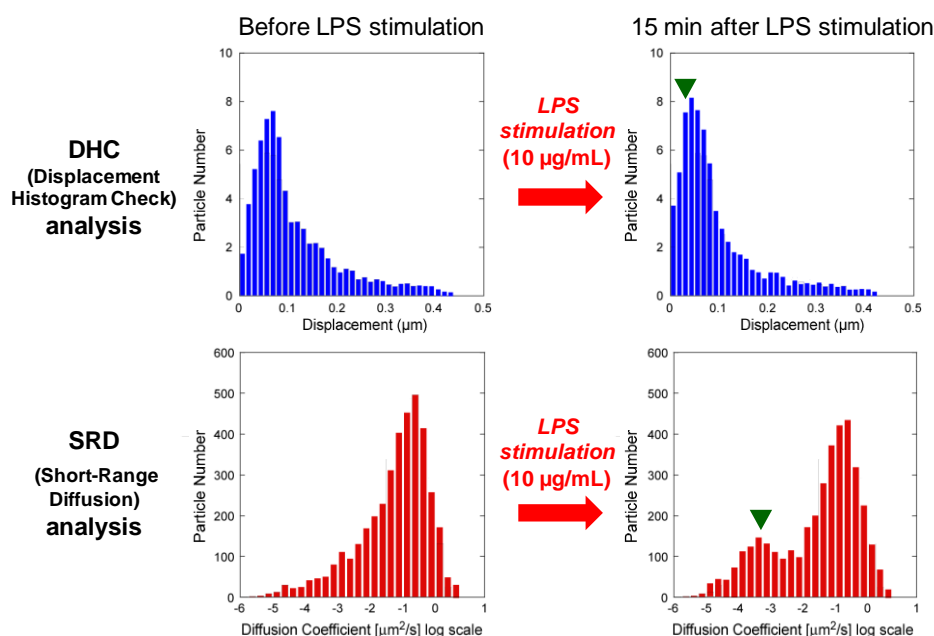 Before LPS stimulation
15 min after LPS stimulation
DHC
(Displacement
Histogram Check)
analysis
Particle Number
10
8
6
4
2
0
0
0.1
0.2
0.3
0.4
0.5
Displacement (µm)
LPS
stimulation
(10 µg/mL)
Particle Number
10
8
6
4
2
0
0
0.1
0.2
0.3
0.4
0.5
Displacement (µm)
SRD
(Short-Range
Diffusion)
analysis
Particle Number
600
500
400
300
200
100
0
-6
-5
-4
-3
-2
-1
0
1
Diffusion Coefficient [µm²/s] log scale
LPS
stimulation
(10 µg/mL)
Particle Number
600
500
400
300
200
100
0
-6
-5
-4
-3
-2
-1
0
1
Diffusion Coefficient [µm²/s] log scale